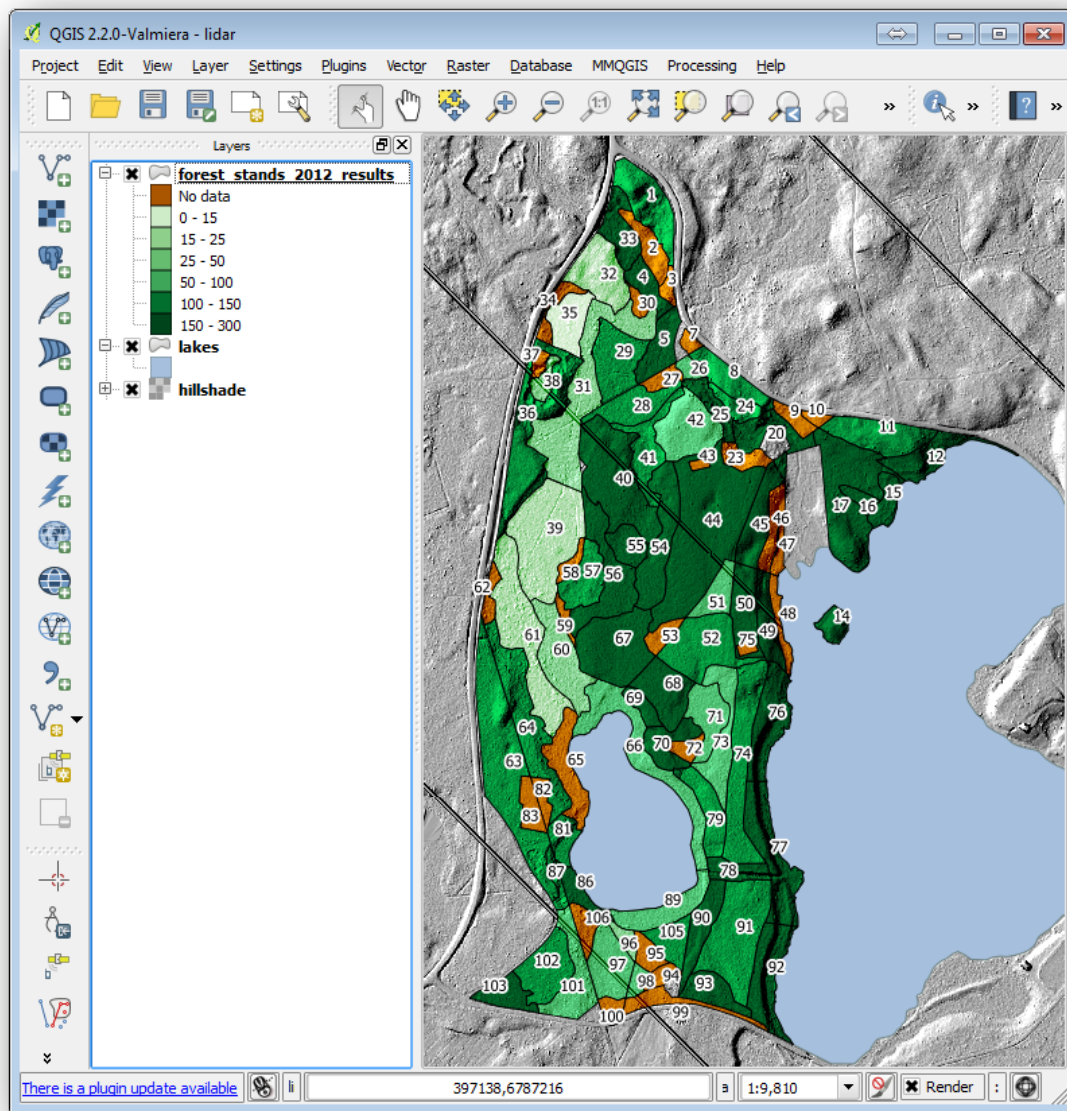 QGIS 2.2.0-Valmiera - lidar
Project Edit View Layer Settings Plugins Vector Raster Database MMQGIS Processing Help
1:1
Layers
forest_stands_2012_results
No data
0 - 15
15 - 25
25 - 50
50 - 100
100 - 150
150 - 300
lakes
hillshade
1
33 2
32 4 3
34 30
35
7
5
37 29
26 8
38 27
31
36 28 24
42 25 9 10
11
20
41 43 23 12
40
15
17 16
39 44 45 46
55 54 47
58 57 56
62
51 50 48
14
59
61 67 53 52 75 49
60
68
69
71 76
64
66 70 72 73 74
63 65
82
83 79
81
77
87 86 78
89
106 90
105 91
96
95
102 97 92
94
103 101 98 93
100 99
There is a plugin update available li 397138,6787216 a 1:9,810 Render :